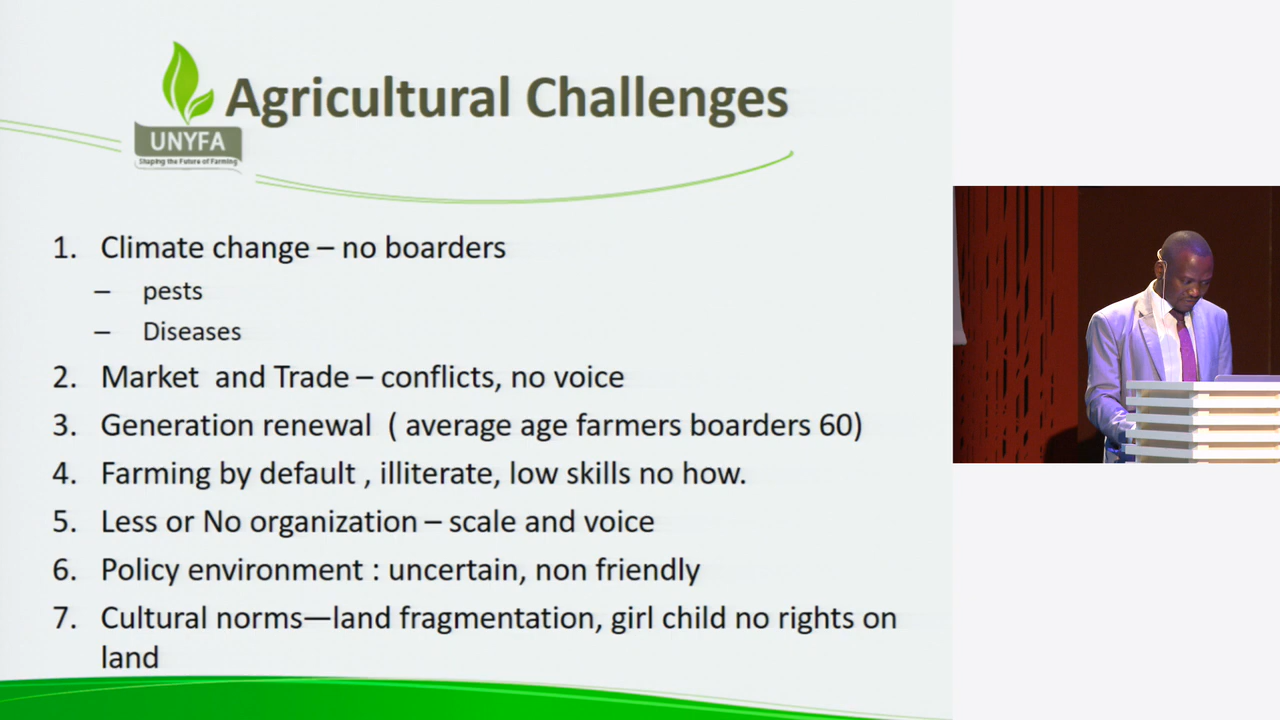 Agricultural Challenges
UNYFA
Shaping the Future of Farming
1. Climate change – no boarders
– pests
– Diseases
2. Market and Trade – conflicts, no voice
3. Generation renewal ( average age farmers boarders 60)
4. Farming by default , illiterate, low skills no how.
5. Less or No organization – scale and voice
6. Policy environment : uncertain, non friendly
7. Cultural norms—land fragmentation, girl child no rights on
land